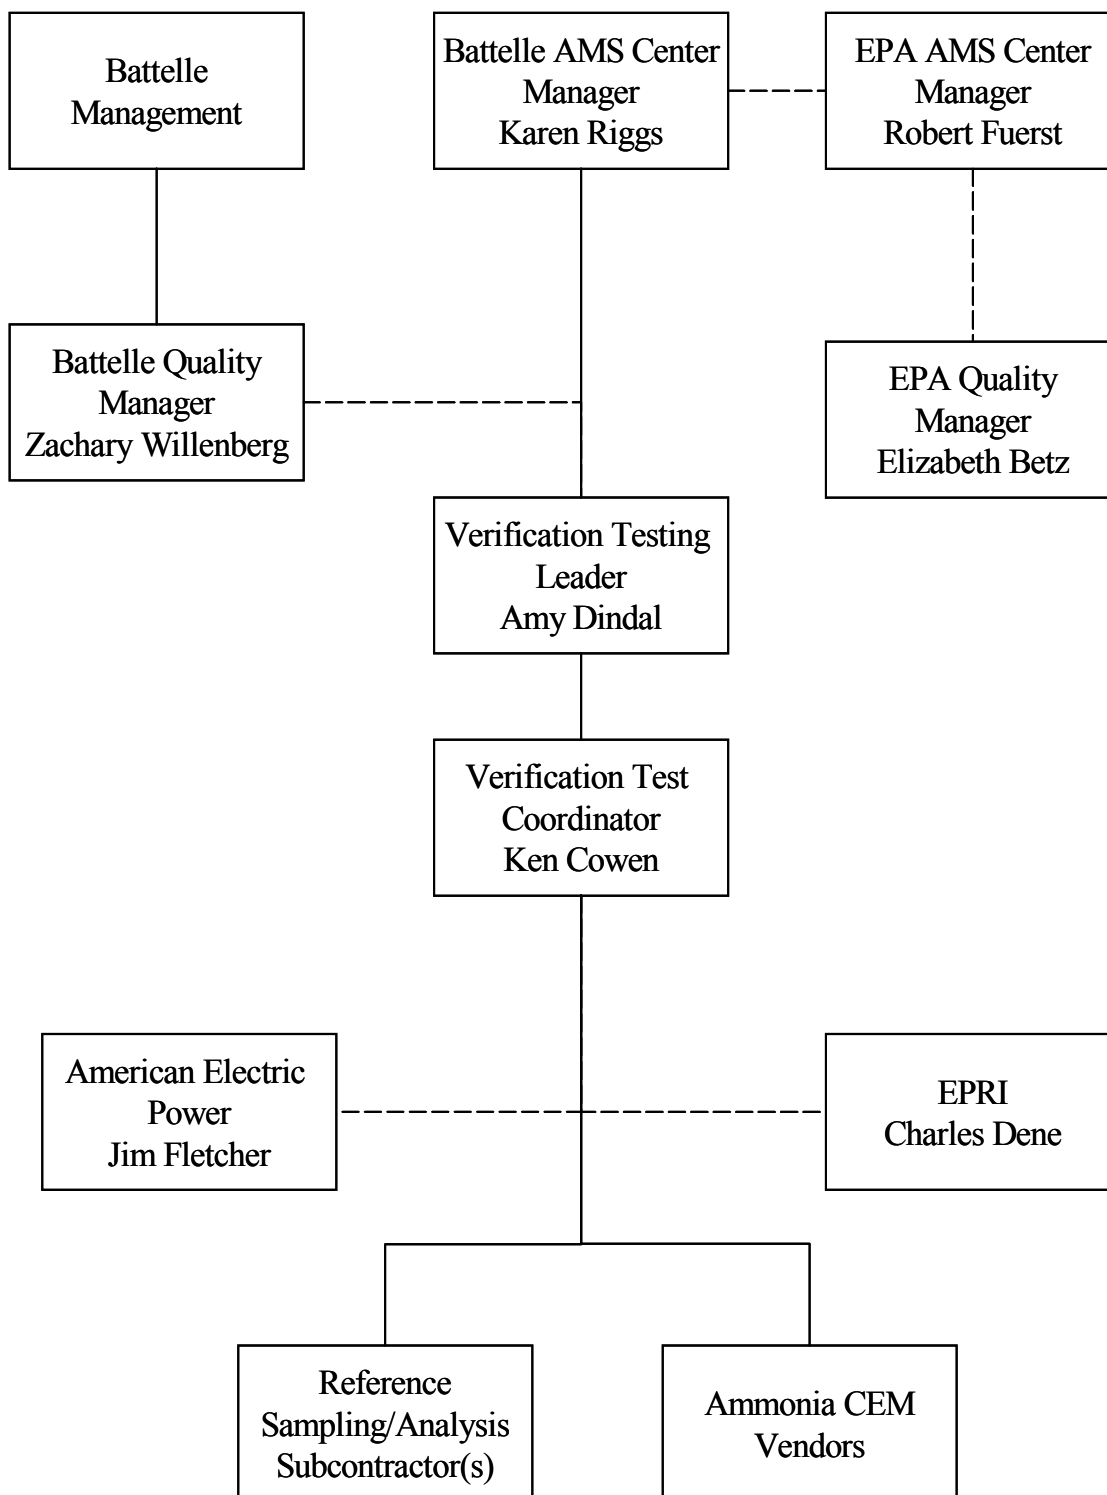 Battelle
Management
Battelle AMS Center
Manager
Karen Riggs
EPA AMS Center
Manager
Robert Fuerst
Battelle Quality
Manager
Zachary Willenberg
EPA Quality
Manager
Elizabeth Betz
Verification Testing
Leader
Amy Dindal
Verification Test
Coordinator
Ken Cowen
American Electric
Power
Jim Fletcher
EPRI
Charles Dene
Reference
Sampling/Analysis
Subcontractor(s)
Ammonia CEM
Vendors